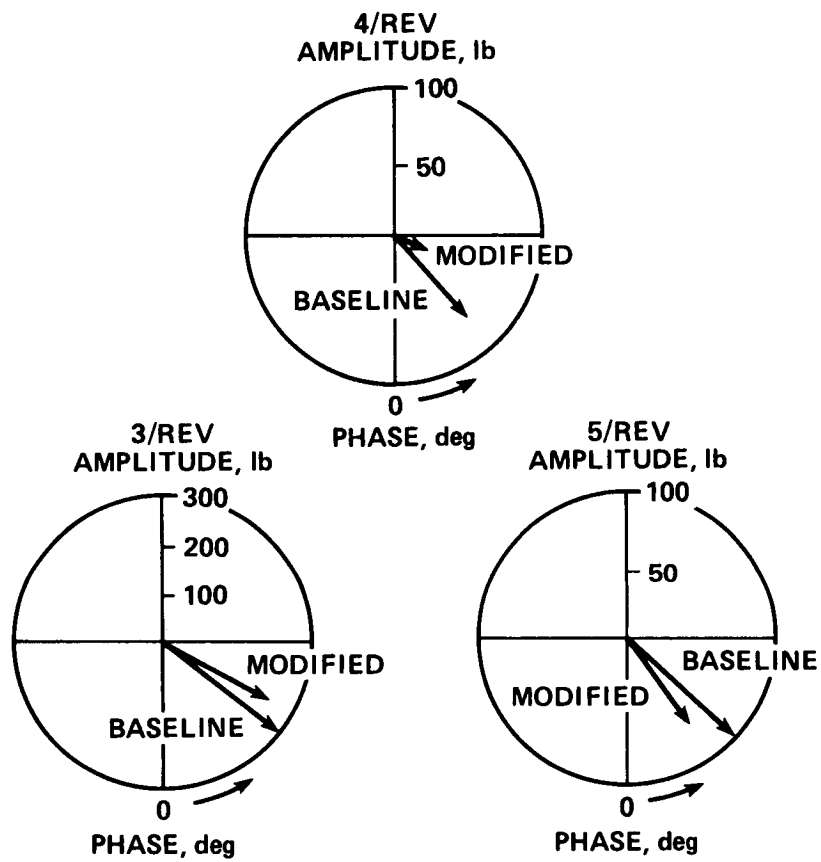 4/REV
AMPLITUDE, lb
100
50
MODIFIED
BASELINE
0
PHASE, deg
3/REV
AMPLITUDE, lb
300
200
100
MODIFIED
BASELINE
0
PHASE, deg
5/REV
AMPLITUDE, lb
100
50
BASELINE
MODIFIED
0
PHASE, deg